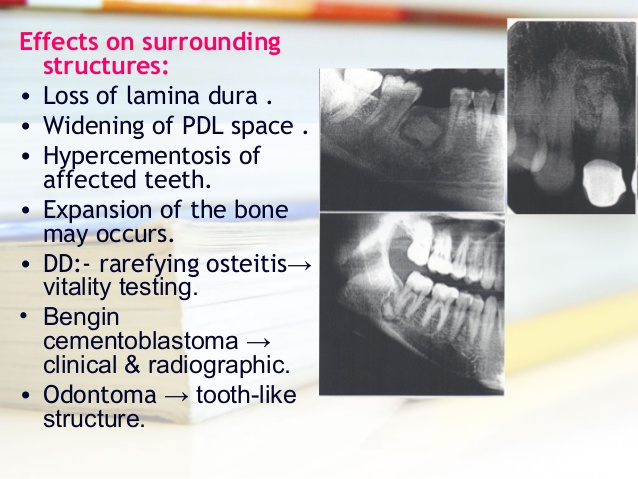 Effects on surrounding
structures:
• Loss of lamina dura .
• Widening of PDL space .
• Hypercementosis of
affected teeth.
• Expansion of the bone
may occurs.
• DD:- rarefying osteitis→
vitality testing.
• Bengin
cementoblastoma →
clinical & radiographic.
• Odontoma → tooth-like
structure.